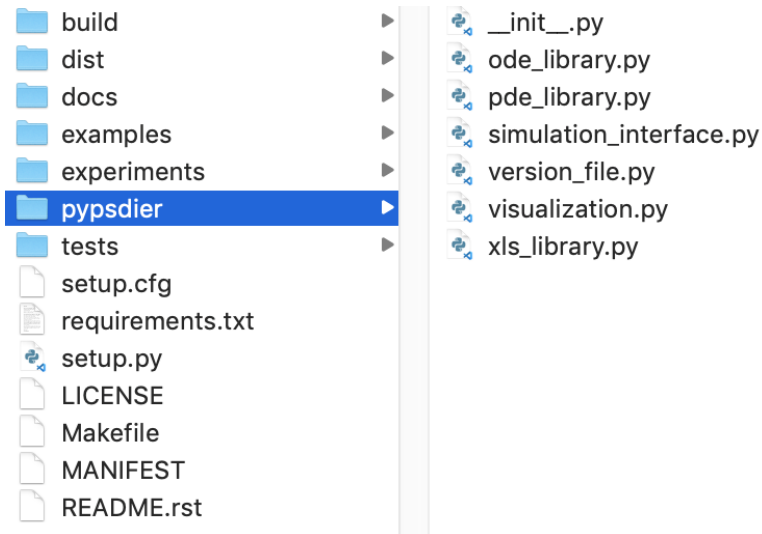 build
dist
docs
examples
experiments
pypsdier
tests
setup.cfg
requirements.txt
setup.py
LICENSE
Makefile
MANIFEST
README.rst
__init__.py
ode_library.py
pde_library.py
simulation_interface.py
version_file.py
visualization.py
xls_library.py